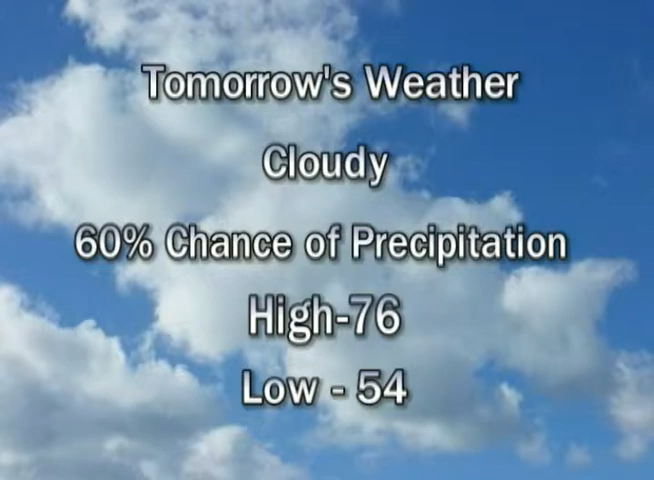 Tomorrow's Weather
Cloudy
60% Chance of Precipitation
High-76
Low - 54